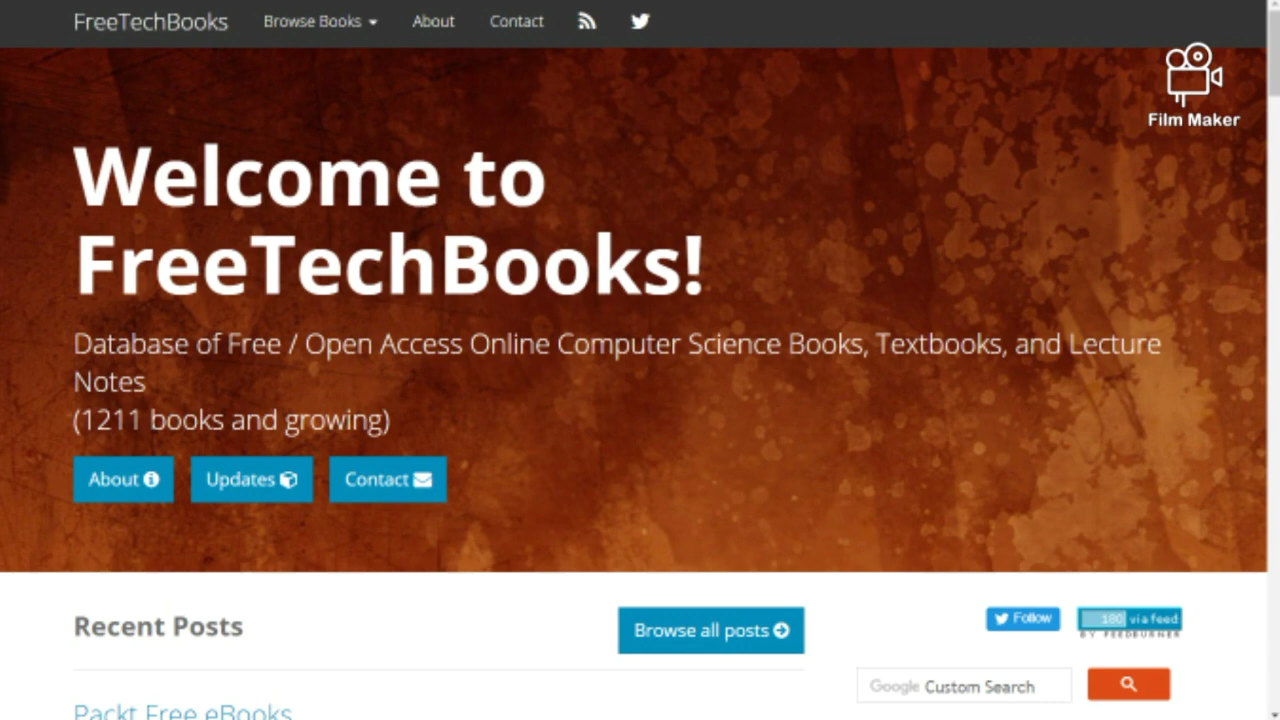 FreeTechBooks Browse Books About Contact
Film Maker
Welcome to
FreeTechBooks!
Database of Free / Open Access Online Computer Science Books, Textbooks, and Lecture
Notes
(1211 books and growing)
About Updates Contact
Recent Posts
Browse all posts
Follow
180 via feed
BY FEEDBURNER
Google Custom Search
Packt Free eBooks